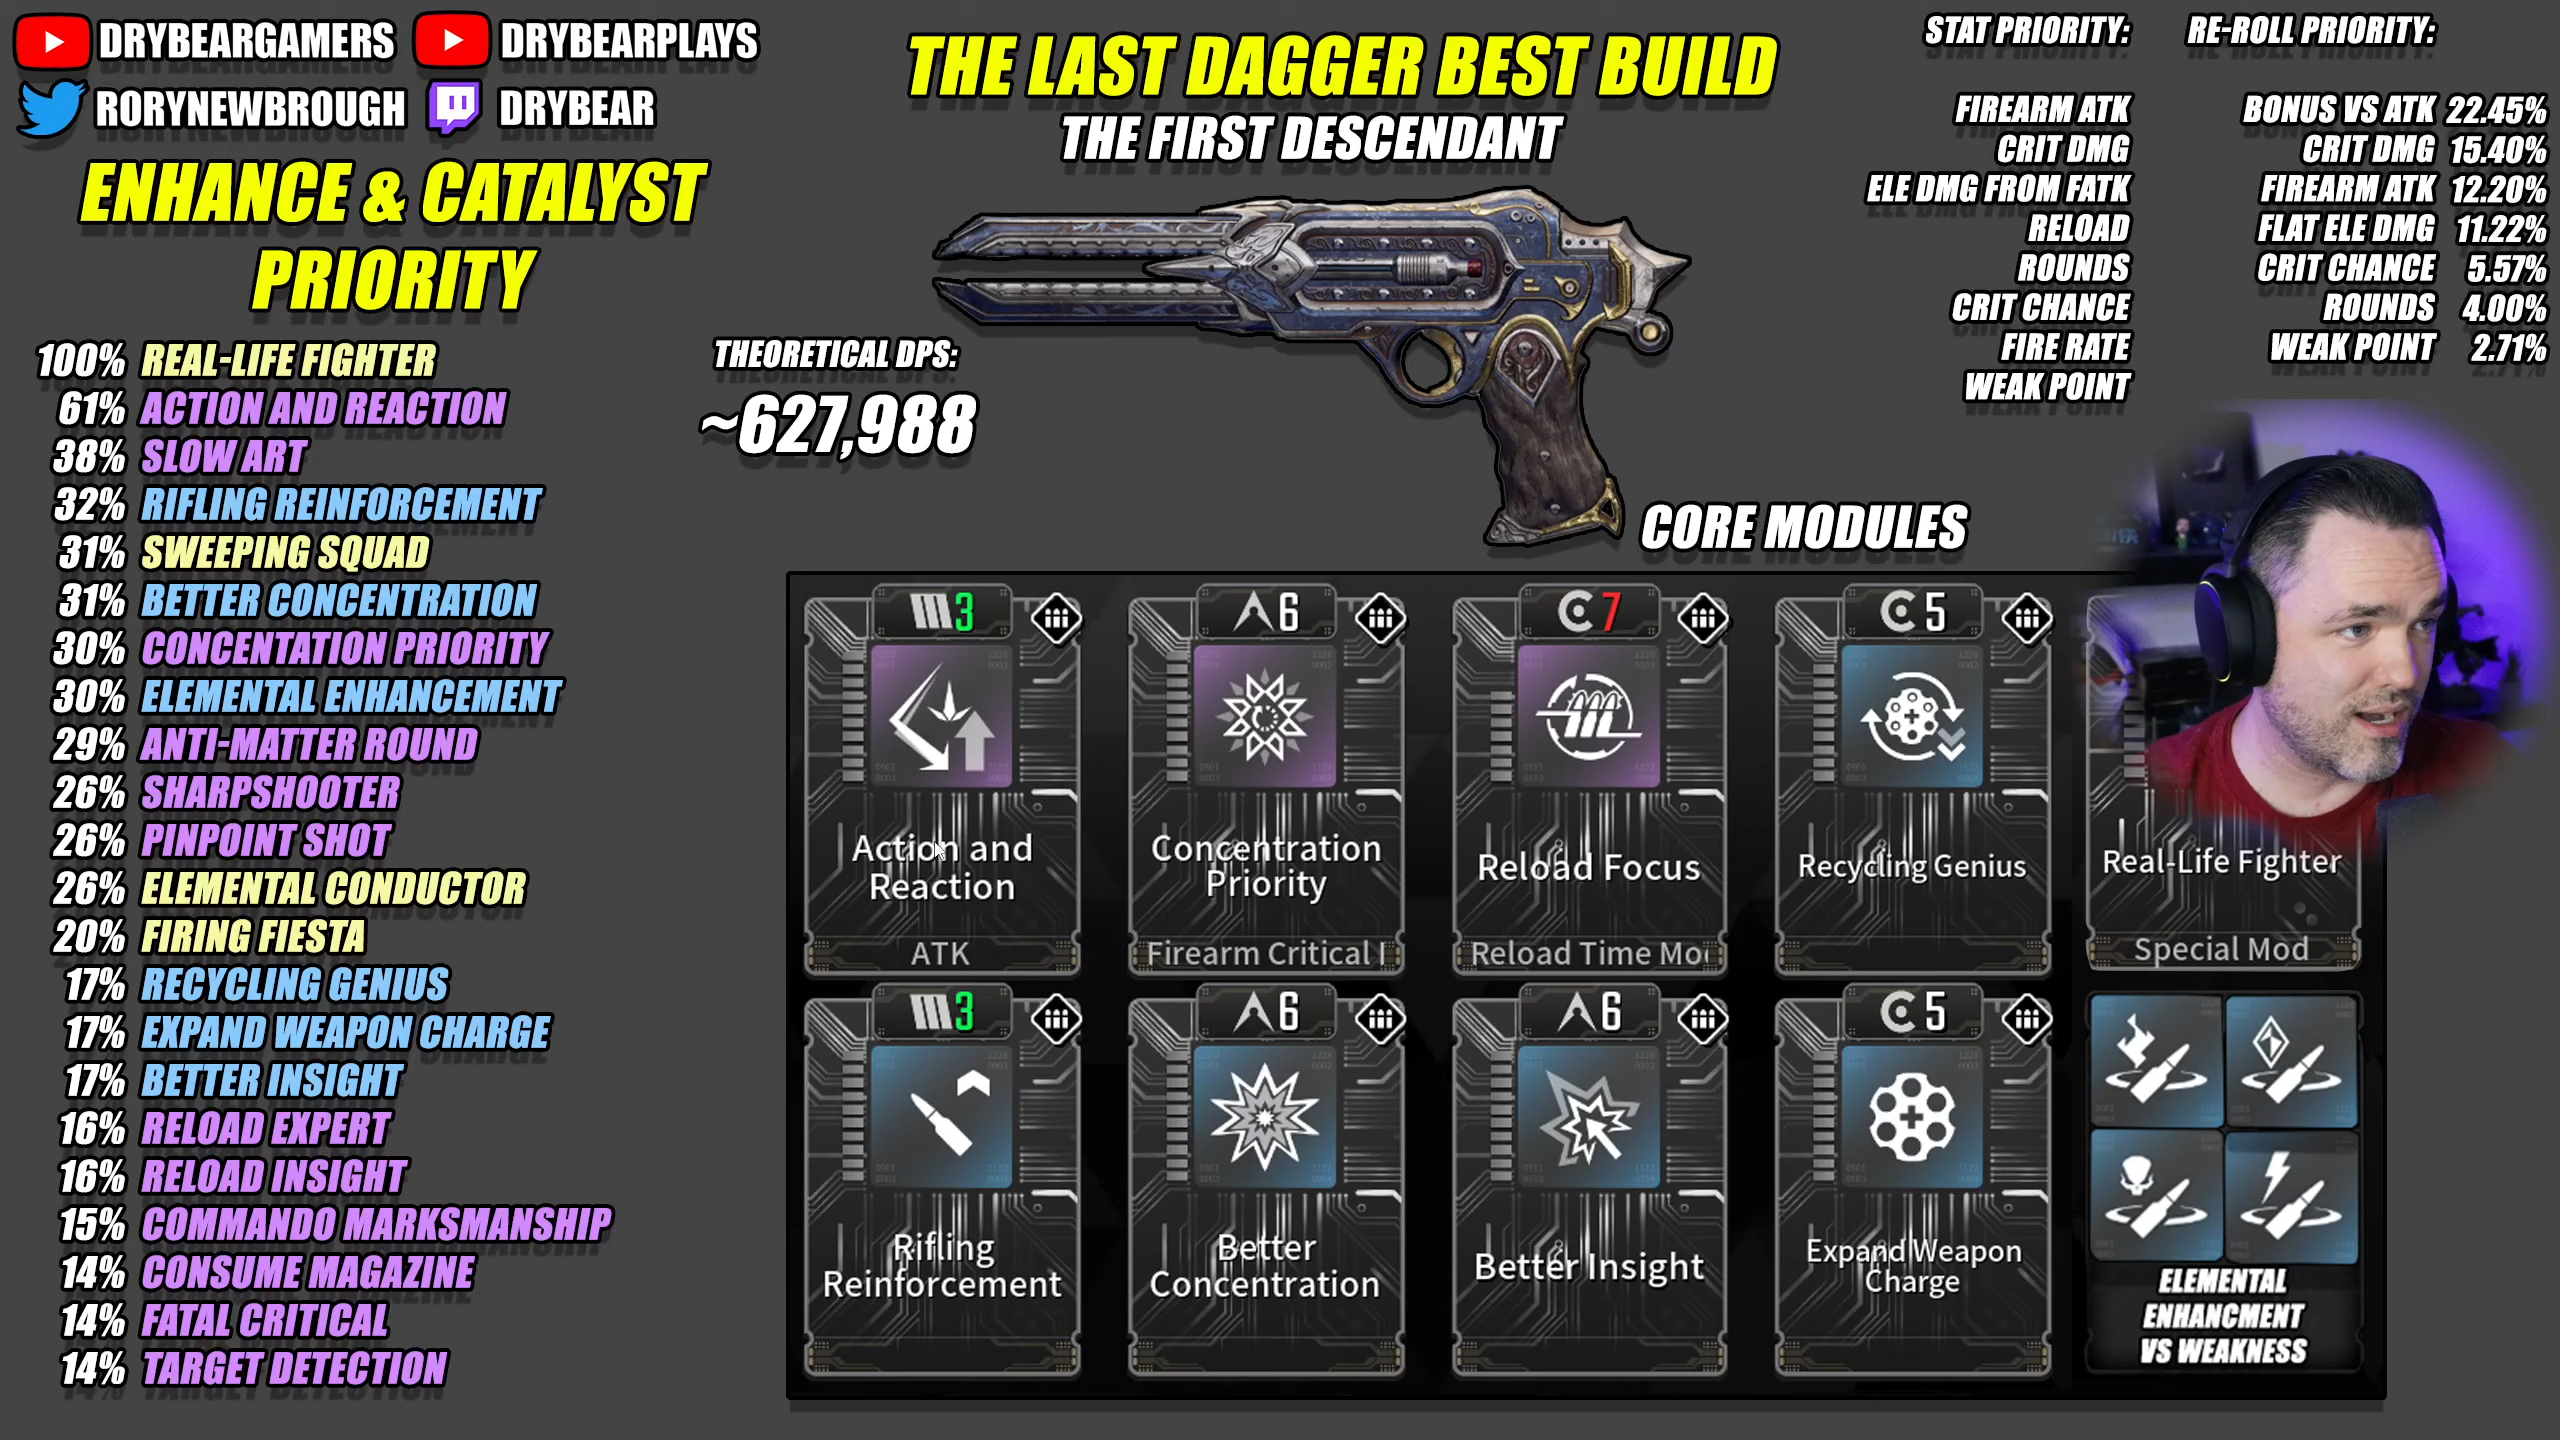 DRYBEARGAMERS DRYBEARPLAYS
RORYNEWBROUGH DRYBEAR
ENHANCE & CATALYST
PRIORITY
100% REAL-LIFE FIGHTER
61% ACTION AND REACTION
38% SLOW ART
32% RIFLING REINFORCEMENT
31% SWEEPING SQUAD
31% BETTER CONCENTRATION
30% CONCENTATION PRIORITY
30% ELEMENTAL ENHANCEMENT
29% ANTI-MATTER ROUND
26% SHARPSHOOTER
26% PINPOINT SHOT
26% ELEMENTAL CONDUCTOR
20% FIRING FIESTA
17% RECYCLING GENIUS
17% EXPAND WEAPON CHARGE
17% BETTER INSIGHT
16% RELOAD EXPERT
16% RELOAD INSIGHT
15% COMMANDO MARKSMANSHIP
14% CONSUME MAGAZINE
14% FATAL CRITICAL
14% TARGET DETECTION
THE LAST DAGGER BEST BUILD
THE FIRST DESCENDANT
THEORETICAL DPS:
~627,988
STAT PRIORITY:
FIREARM ATK
CRIT DMG
ELE DMG FROM FATK
RELOAD
ROUNDS
CRIT CHANCE
FIRE RATE
WEAK POINT
RE-ROLL PRIORITY:
BONUS VS ATK 22.45%
CRIT DMG 15.40%
FIREARM ATK 12.20%
FLAT ELE DMG 11.22%
CRIT CHANCE 5.57%
ROUNDS 4.00%
WEAK POINT 2.71%
CORE MODULES
3
Action and
Reaction
ATK
6
Concentration
Priority
Firearm Critical
7
Reload Focus
Reload Time Mo
5
Recycling Genius
Real-Life Fighter
Special Mod
3
Rifling
Reinforcement
6
Better
Concentration
6
Better Insight
5
Expand Weapon
Charge
ELEMENTAL
ENHANCMENT
VS WEAKNESS